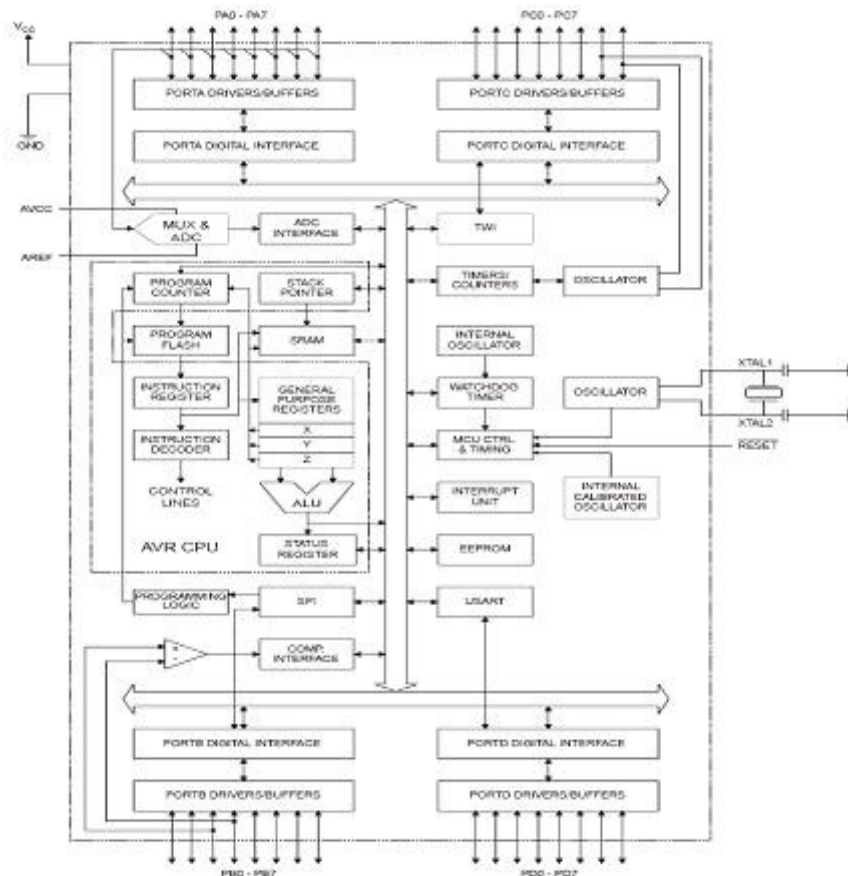 PA0 - PA7
PC0 - PC7
VCC
PORTA DRIVERS/BUFFERS
PORTC DRIVERS/BUFFERS
GND
PORTA DIGITAL INTERFACE
PORTC DIGITAL INTERFACE
AVCC
MUX &
ADC
ADC
INTERFACE
TWI
AREF
PROGRAM
COUNTER
STACK
POINTER
TIMERS/
COUNTERS
OSCILLATOR
PROGRAM
FLASH
SRAM
INTERNAL
OSCILLATOR
XTAL1
INSTRUCTION
REGISTER
GENERAL
PURPOSE
REGISTERS
WATCHDOG
TIMER
OSCILLATOR
XTAL2
X
Y
Z
INSTRUCTION
DECODER
MCU CTRL
& TIMING
RESET
CONTROL
LINES
ALU
INTERRUPT
UNIT
INTERNAL
CALIBRATED
OSCILLATOR
AVR CPU
STATUS
REGISTER
EEPROM
PROGRAMMING
LOGIC
SPI
USART
+
-
COMP.
INTERFACE
PORTB DIGITAL INTERFACE
PORTD DIGITAL INTERFACE
PORTB DRIVERS/BUFFERS
PORTD DRIVERS/BUFFERS
PB0 - PB7
PD0 - PD7